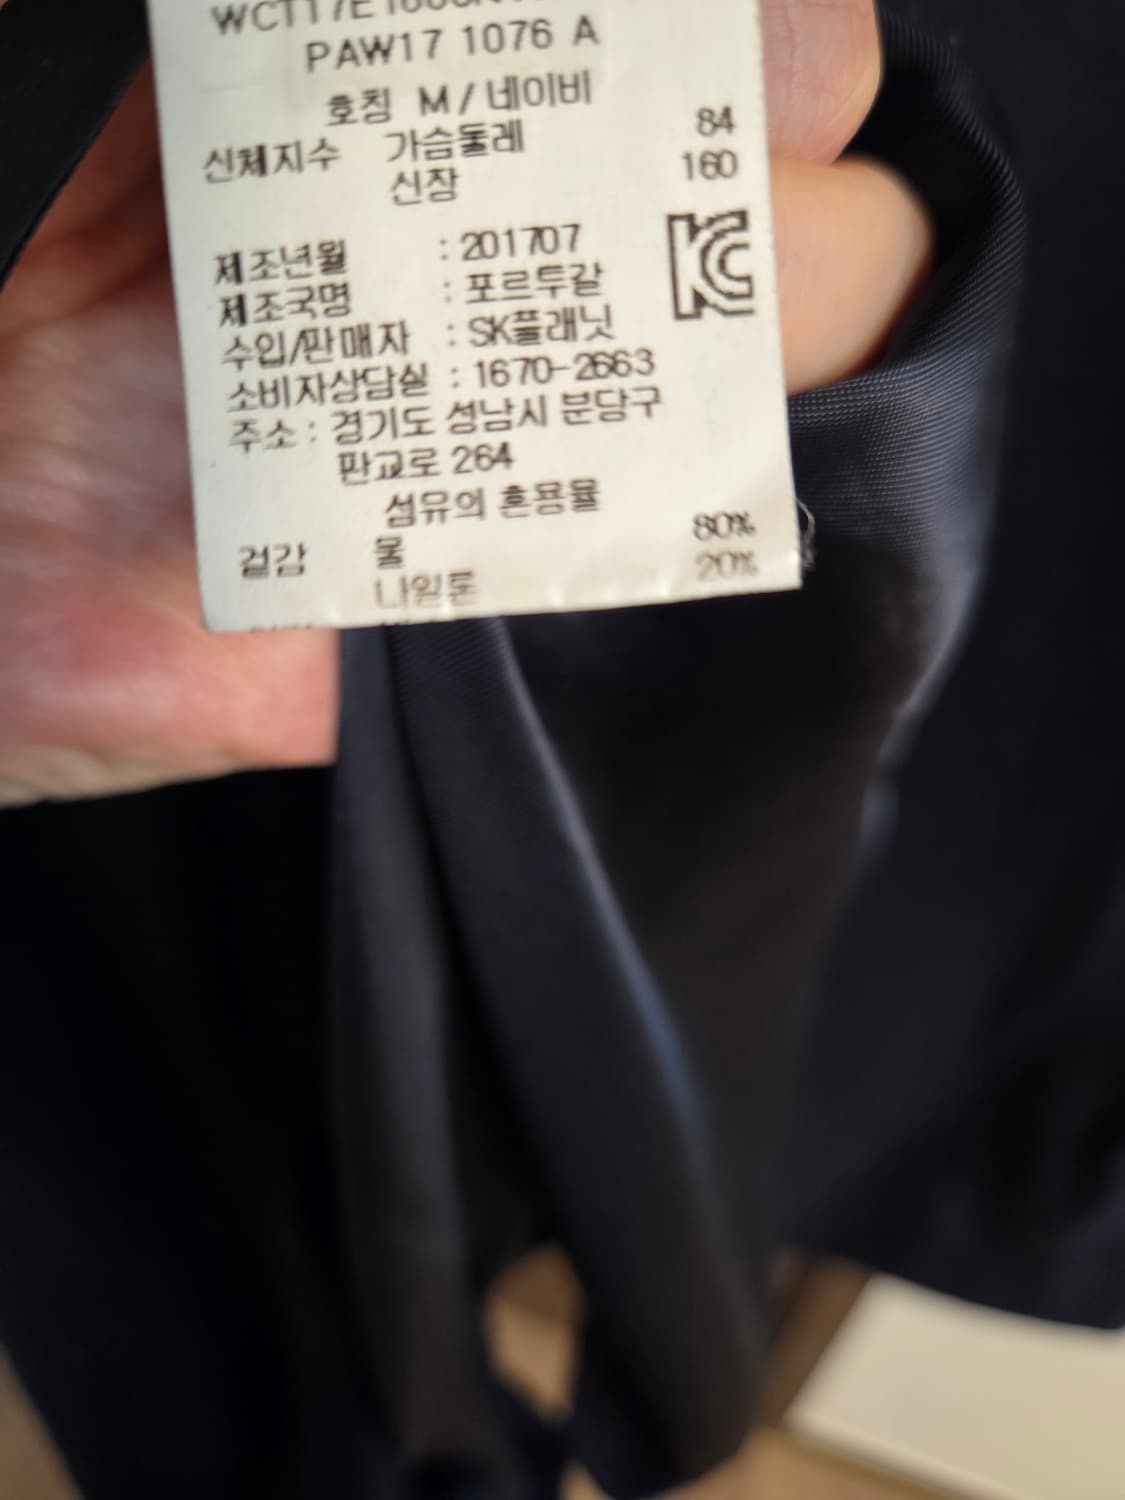 PAW17 1076 A
호칭 M / 네이비
신체지수 가슴둘레 84
신장 160
제조년월 : 201707
제조국명 : 포르투갈
수입/판매자 : SK플래닛
소비자상담실 : 1670-2663
주소 : 경기도 성남시 분당구
판교로 264
섬유의 혼용률
겉감 울 80%
나일론 20%
KC